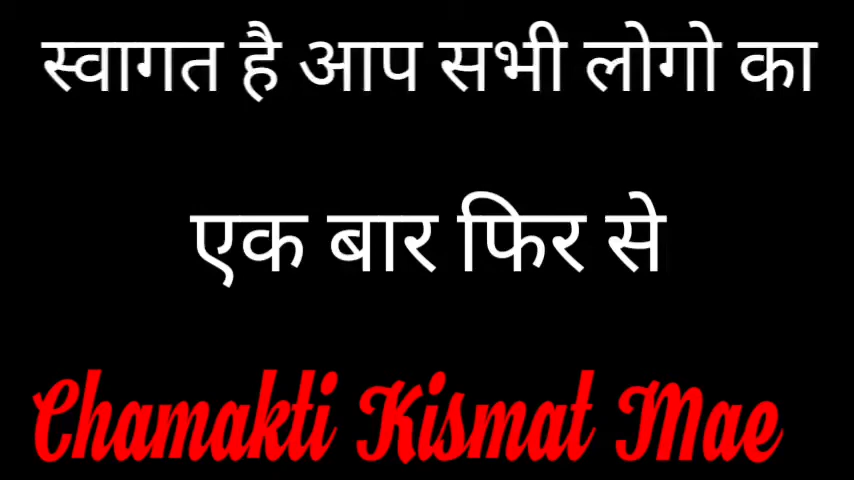 स्वागत है आप सभी लोगो का
एक बार फिर से
Chamakti Kismat Mae